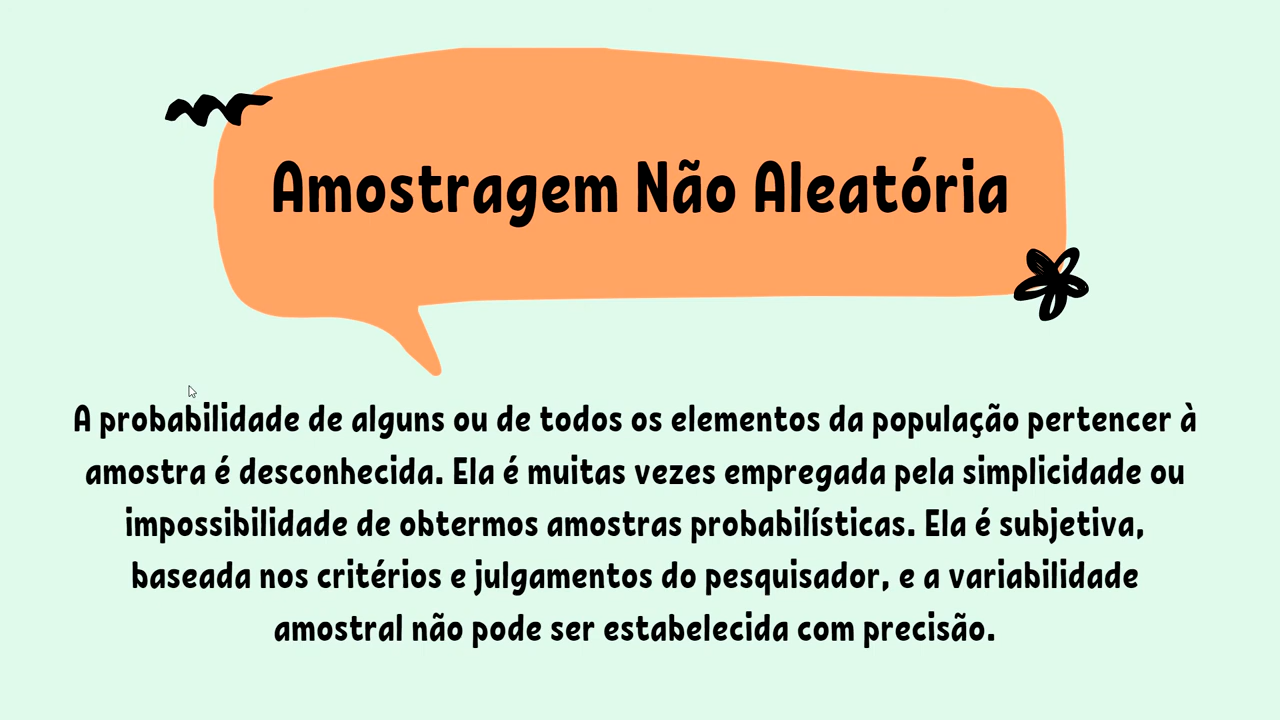 Amostragem Não Aleatória
A probabilidade de alguns ou de todos os elementos da população pertencer à
amostra é desconhecida. Ela é muitas vezes empregada pela simplicidade ou
impossibilidade de obtermos amostras probabilísticas. Ela é subjetiva,
baseada nos critérios e julgamentos do pesquisador, e a variabilidade
amostral não pode ser estabelecida com precisão.